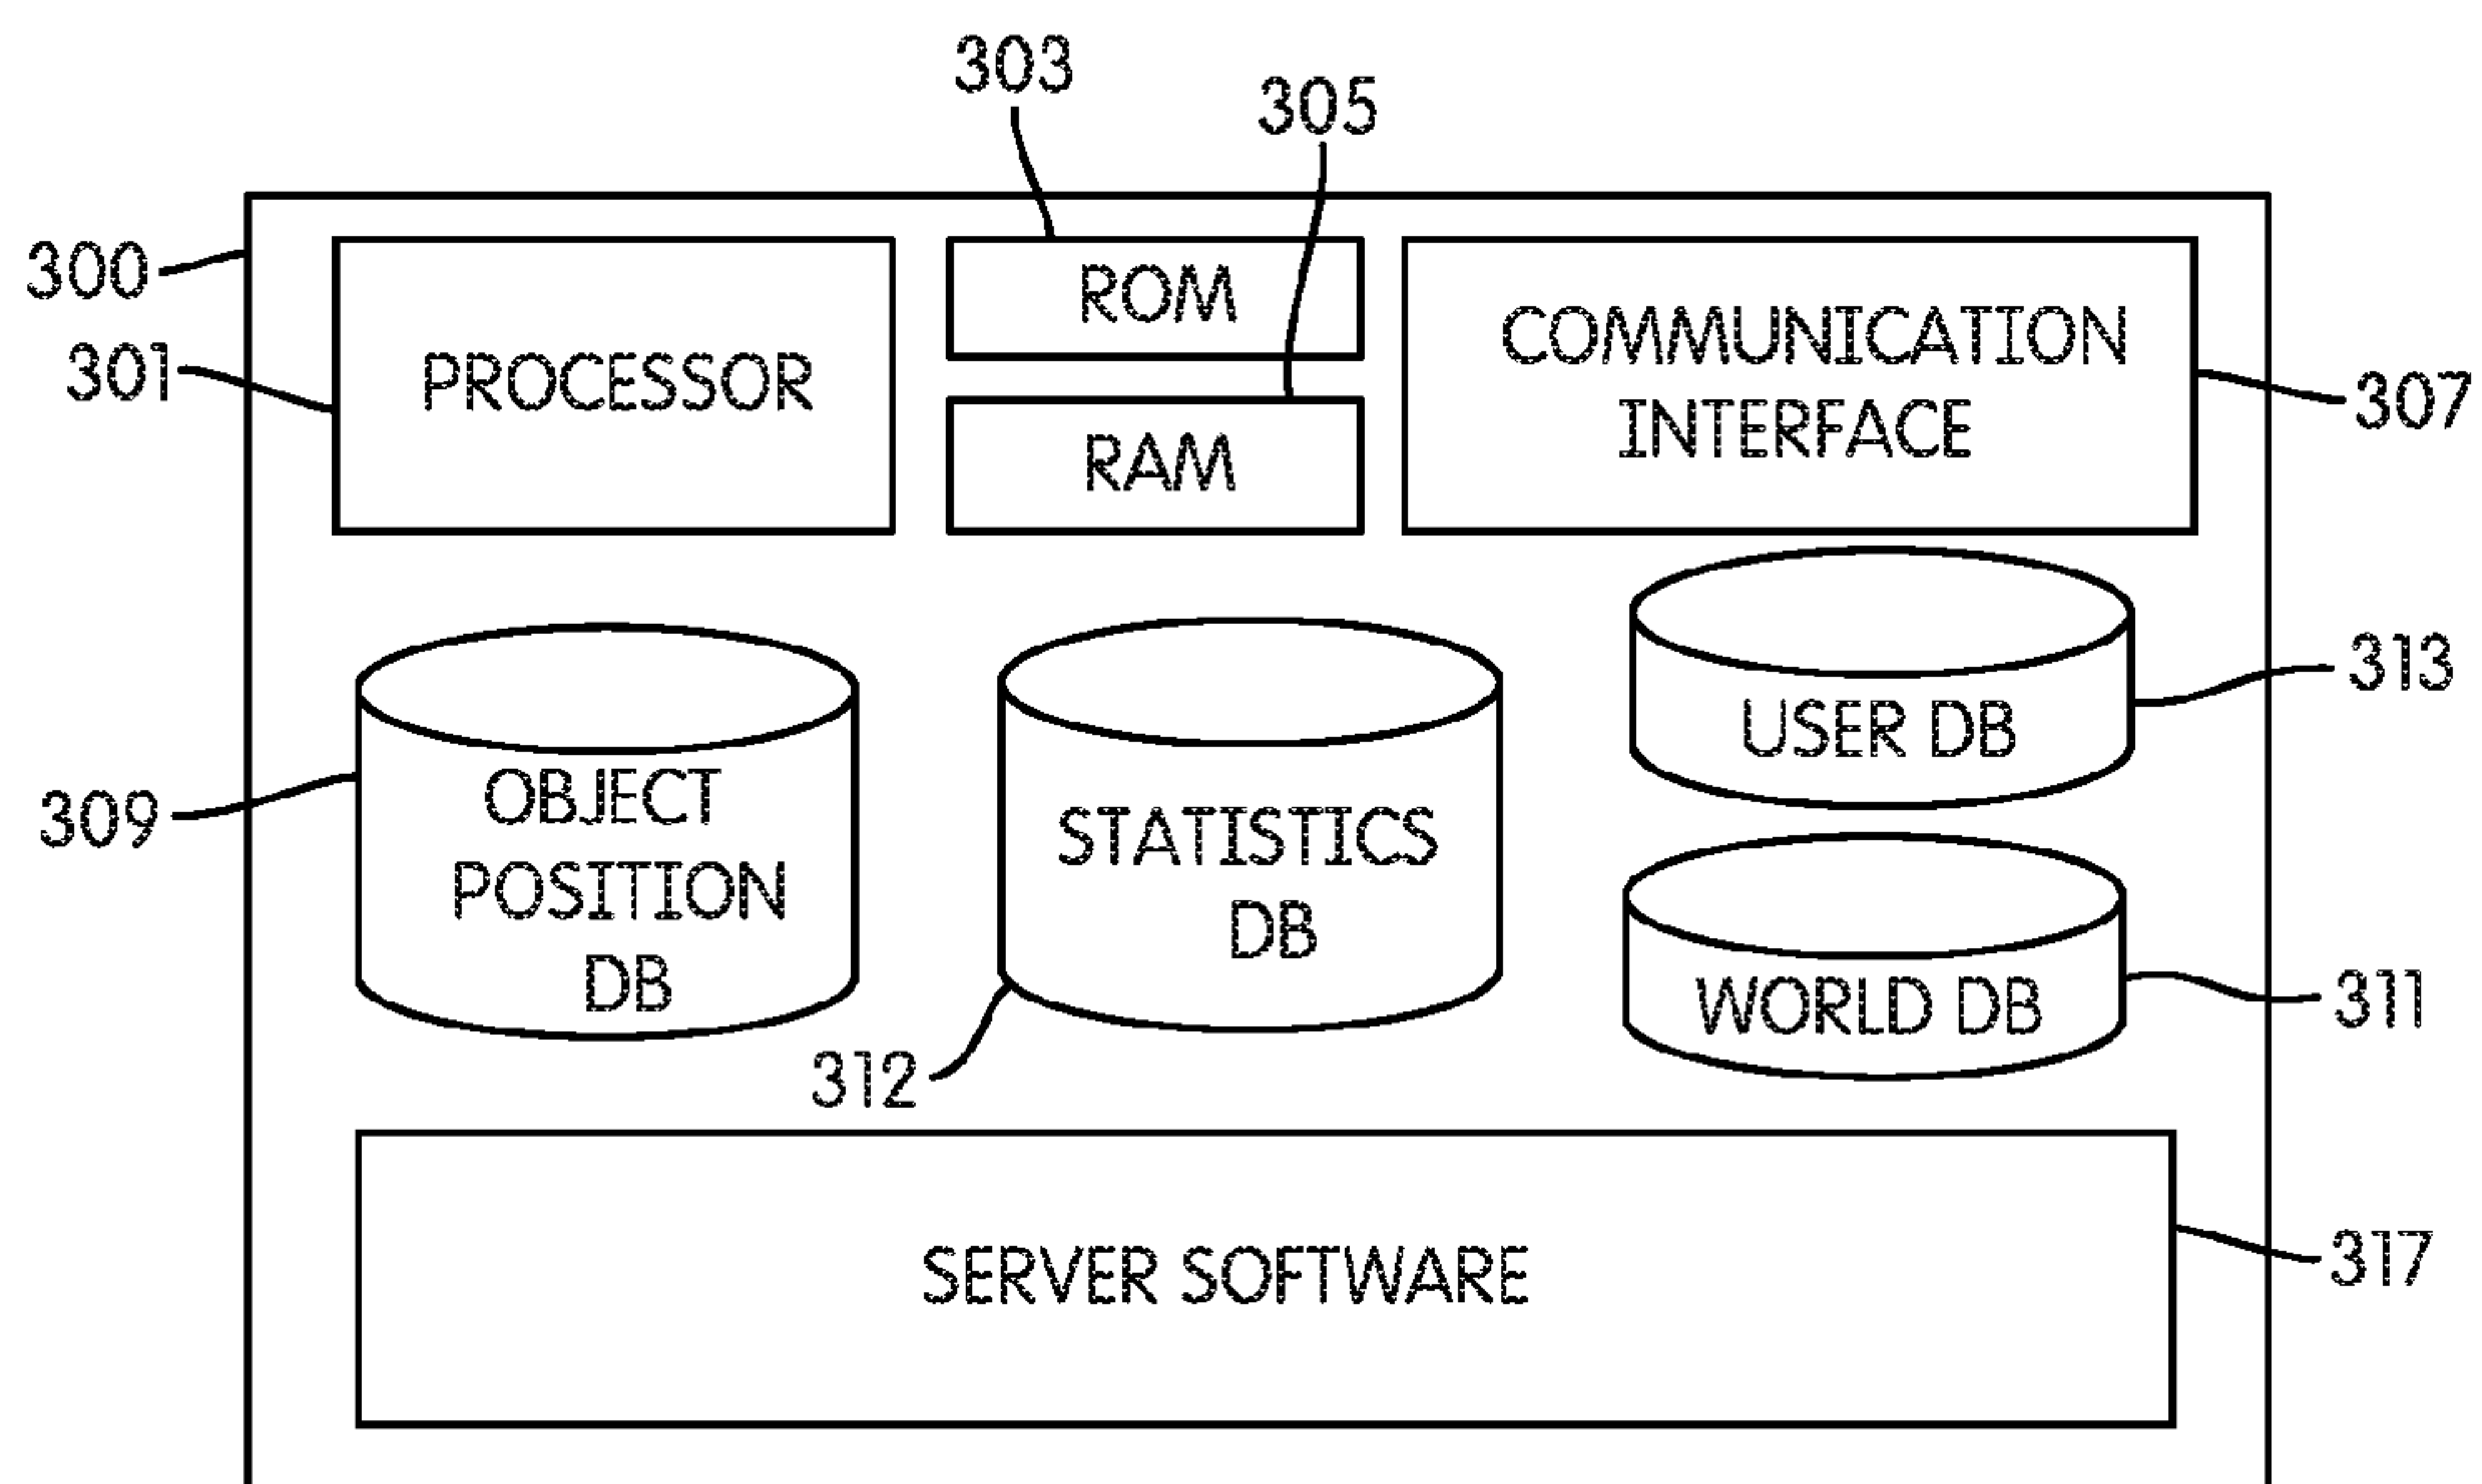 303
305
300
301
PROCESSOR
ROM
RAM
COMMUNICATION
INTERFACE
307
309
OBJECT
POSITION
DB
STATISTICS
DB
312
USER DB
313
WORLD DB
311
SERVER SOFTWARE
317